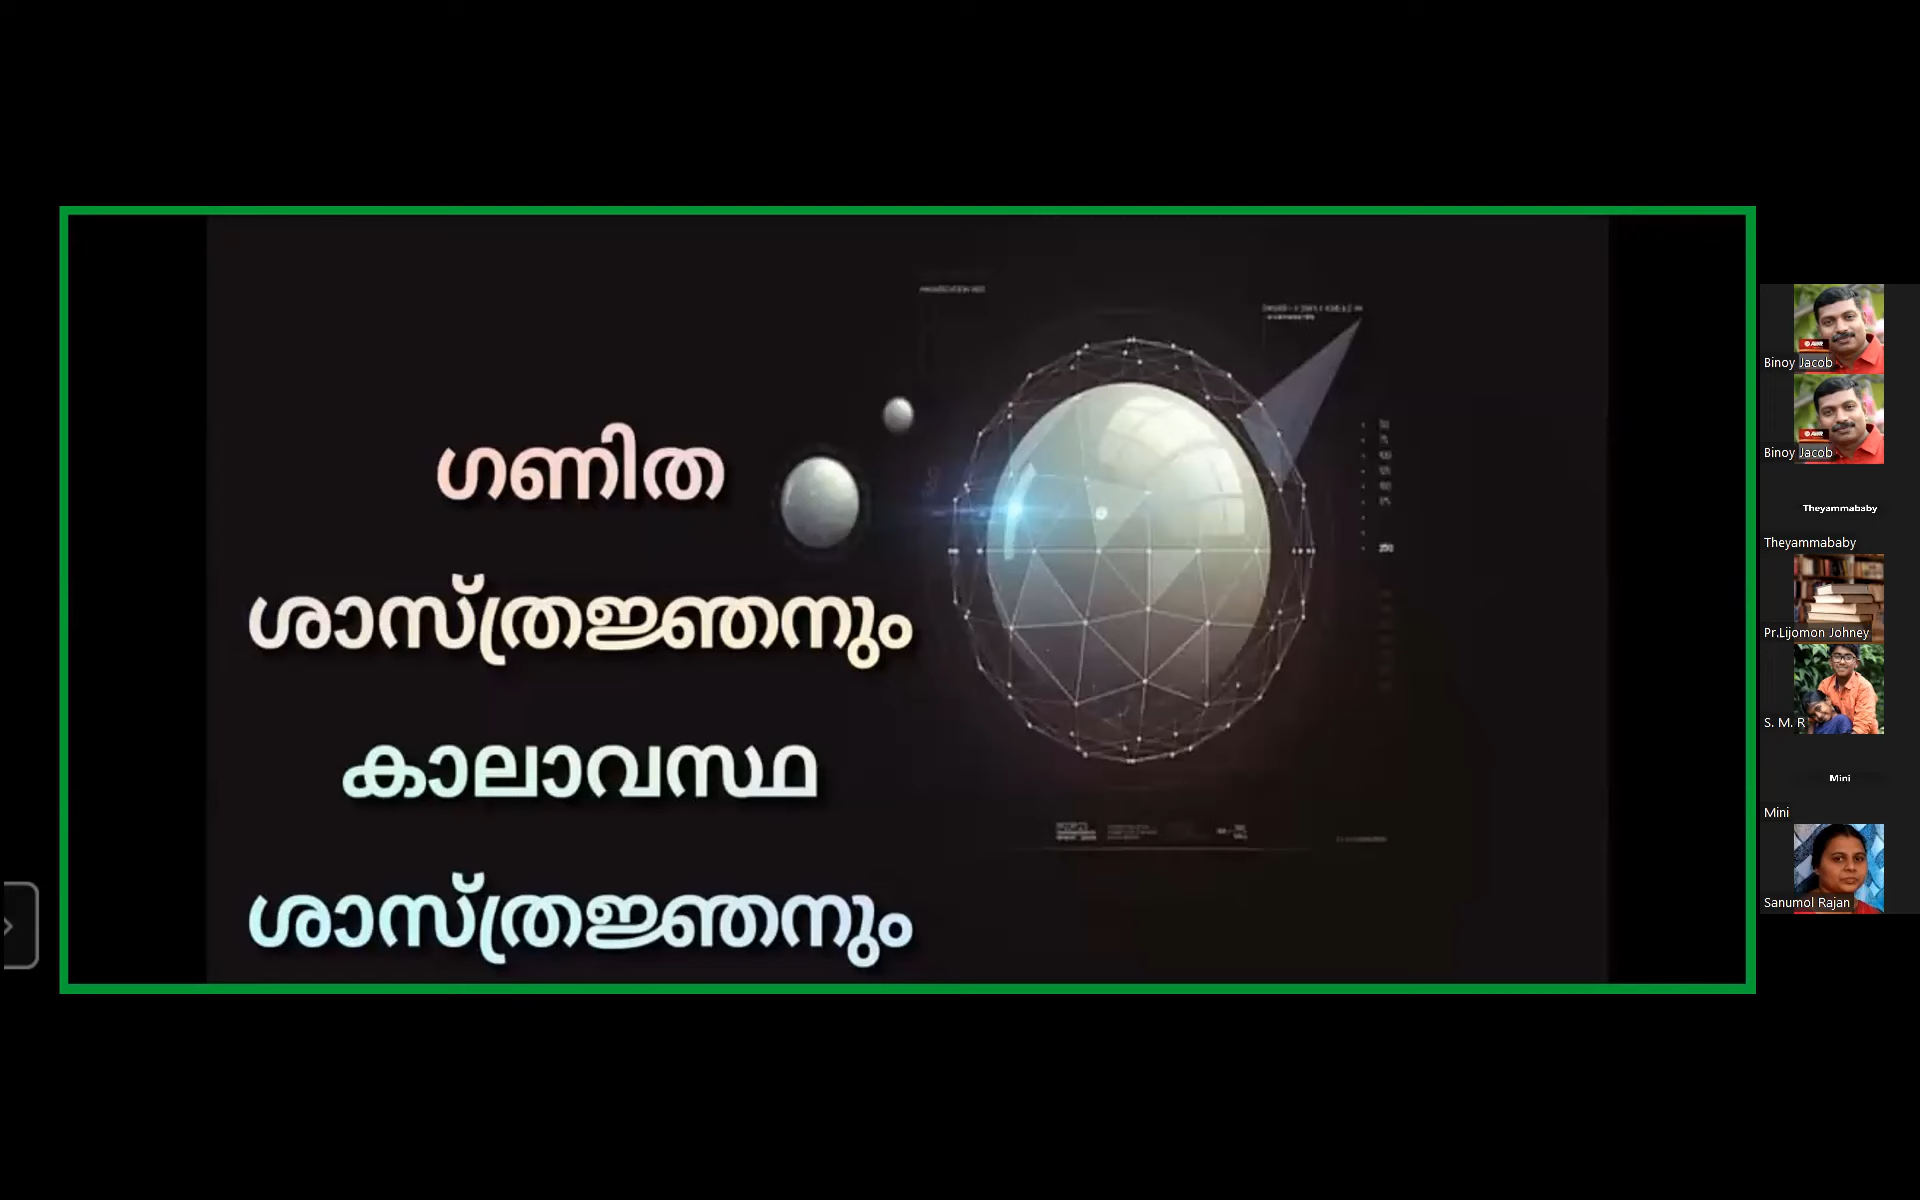 ഗണിത
ശാസ്ത്രജ്ഞനും
കാലാവസ്ഥ
ശാസ്ത്രജ്ഞനും
Binoy Jacob
Binoy Jacob
Theyammababy
Theyammababy
Pr.Lijomon Johney
S. M. R
Mini
Mini
Sanumol Rajan